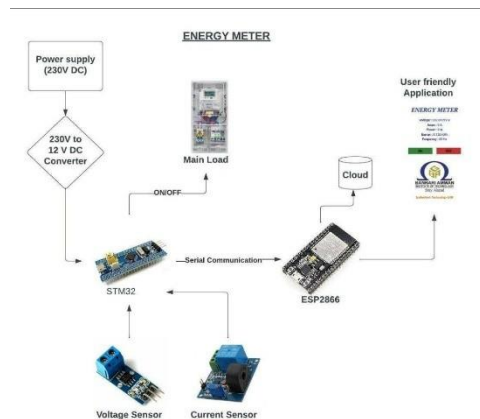 ENERGY METER
Power supply
(230V DC)
230V to
12 V DC
Converter
Main Load
ON/OFF
User friendly
Application
ENERGY METER
Cloud
STM32
Serial Communication
ESP2866
Voltage Sensor
Current Sensor